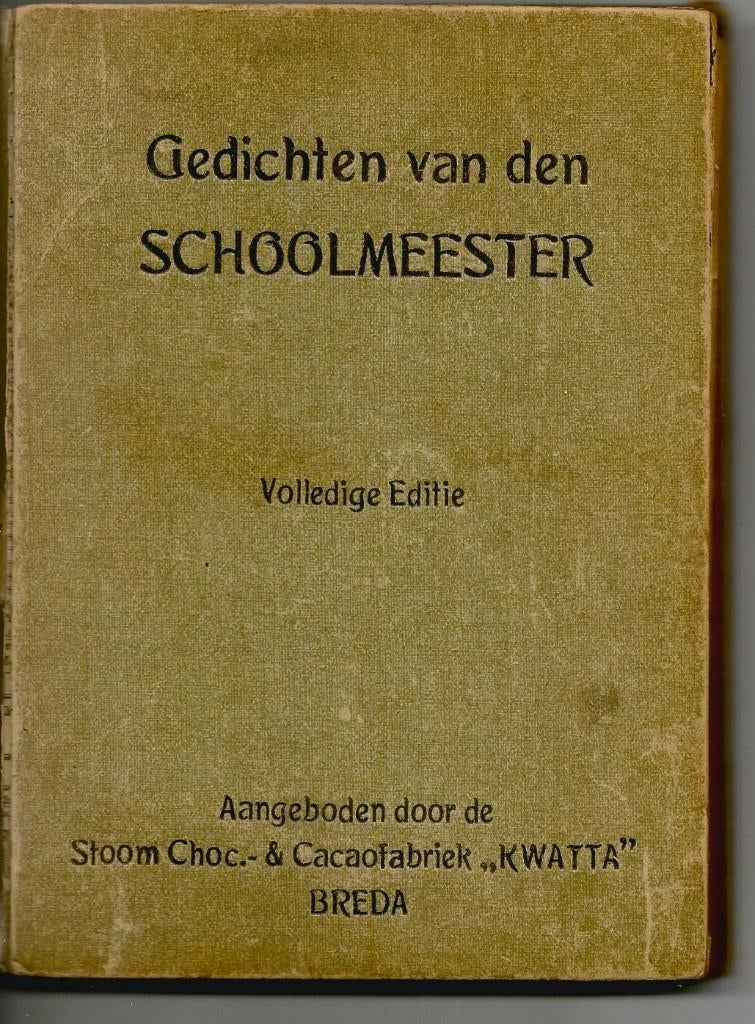 Gedichten van den
SCHOOLMEESTER
Volledige Editie
Aangeboden door de
Stoom Choc.- & Cacaofabriek „KWATTA”
BREDA